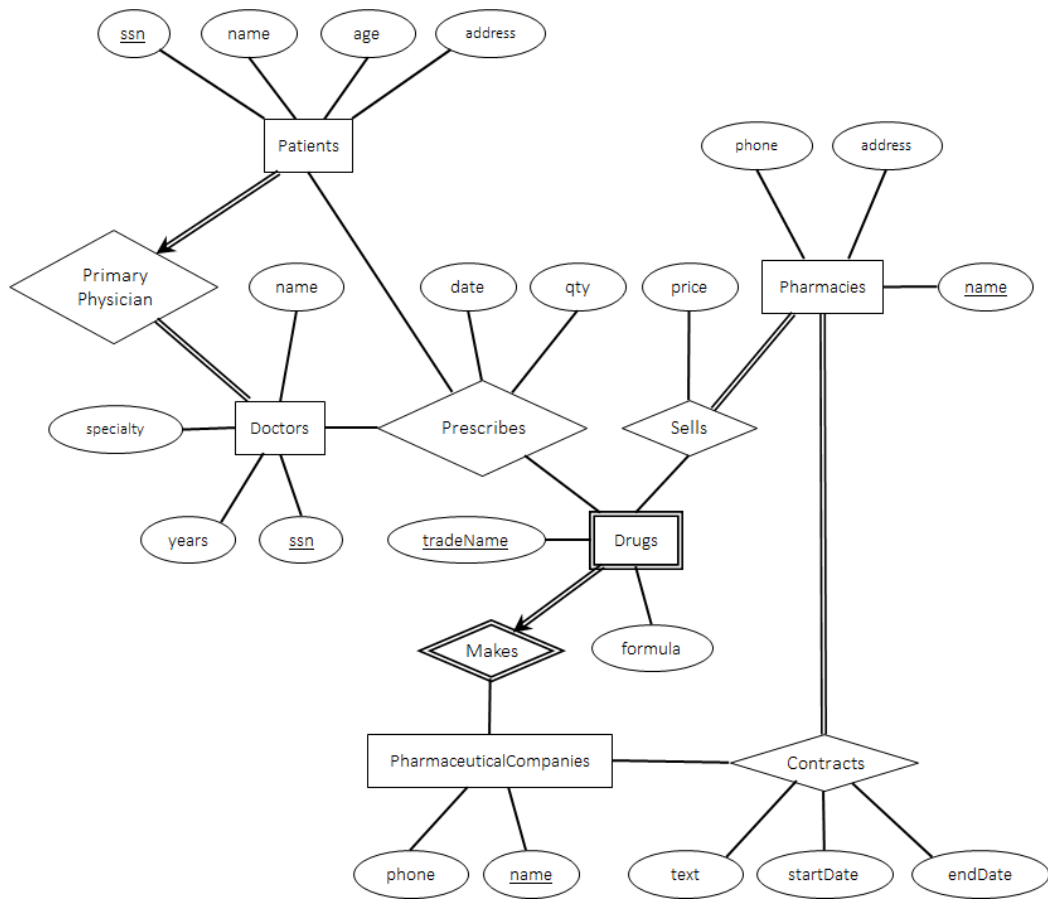 ssn
name
age
address
Patients
phone
address
Primary
Physician
name
date
qty
price
Pharmacies
name
specialty
Doctors
Prescribes
Sells
years
ssn
tradeName
Drugs
Makes
formula
PharmaceuticalCompanies
Contracts
phone
name
text
startDate
endDate